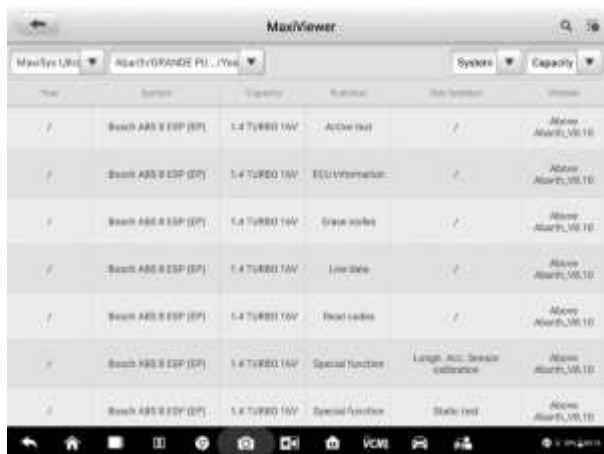 MaxiViewer
MaxiSys Ultra
Abarth/GRANDE PU.../Yea
System
Capacity
Year System Capacity Function Sub function Version
/ Bosch ABS 8 ESP (EP) 1.4 TURBO 16V Active test / Above Abarth_V8.10
/ Bosch ABS 8 ESP (EP) 1.4 TURBO 16V ECU information / Above Abarth_V8.10
/ Bosch ABS 8 ESP (EP) 1.4 TURBO 16V Erase codes / Above Abarth_V8.10
/ Bosch ABS 8 ESP (EP) 1.4 TURBO 16V Live data / Above Abarth_V8.10
/ Bosch ABS 8 ESP (EP) 1.4 TURBO 16V Read codes / Above Abarth_V8.10
/ Bosch ABS 8 ESP (EP) 1.4 TURBO 16V Special function Longit. Acc. Sensor calibration Above Abarth_V8.10
/ Bosch ABS 8 ESP (EP) 1.4 TURBO 16V Special function Static test Above Abarth_V8.10
VCMI